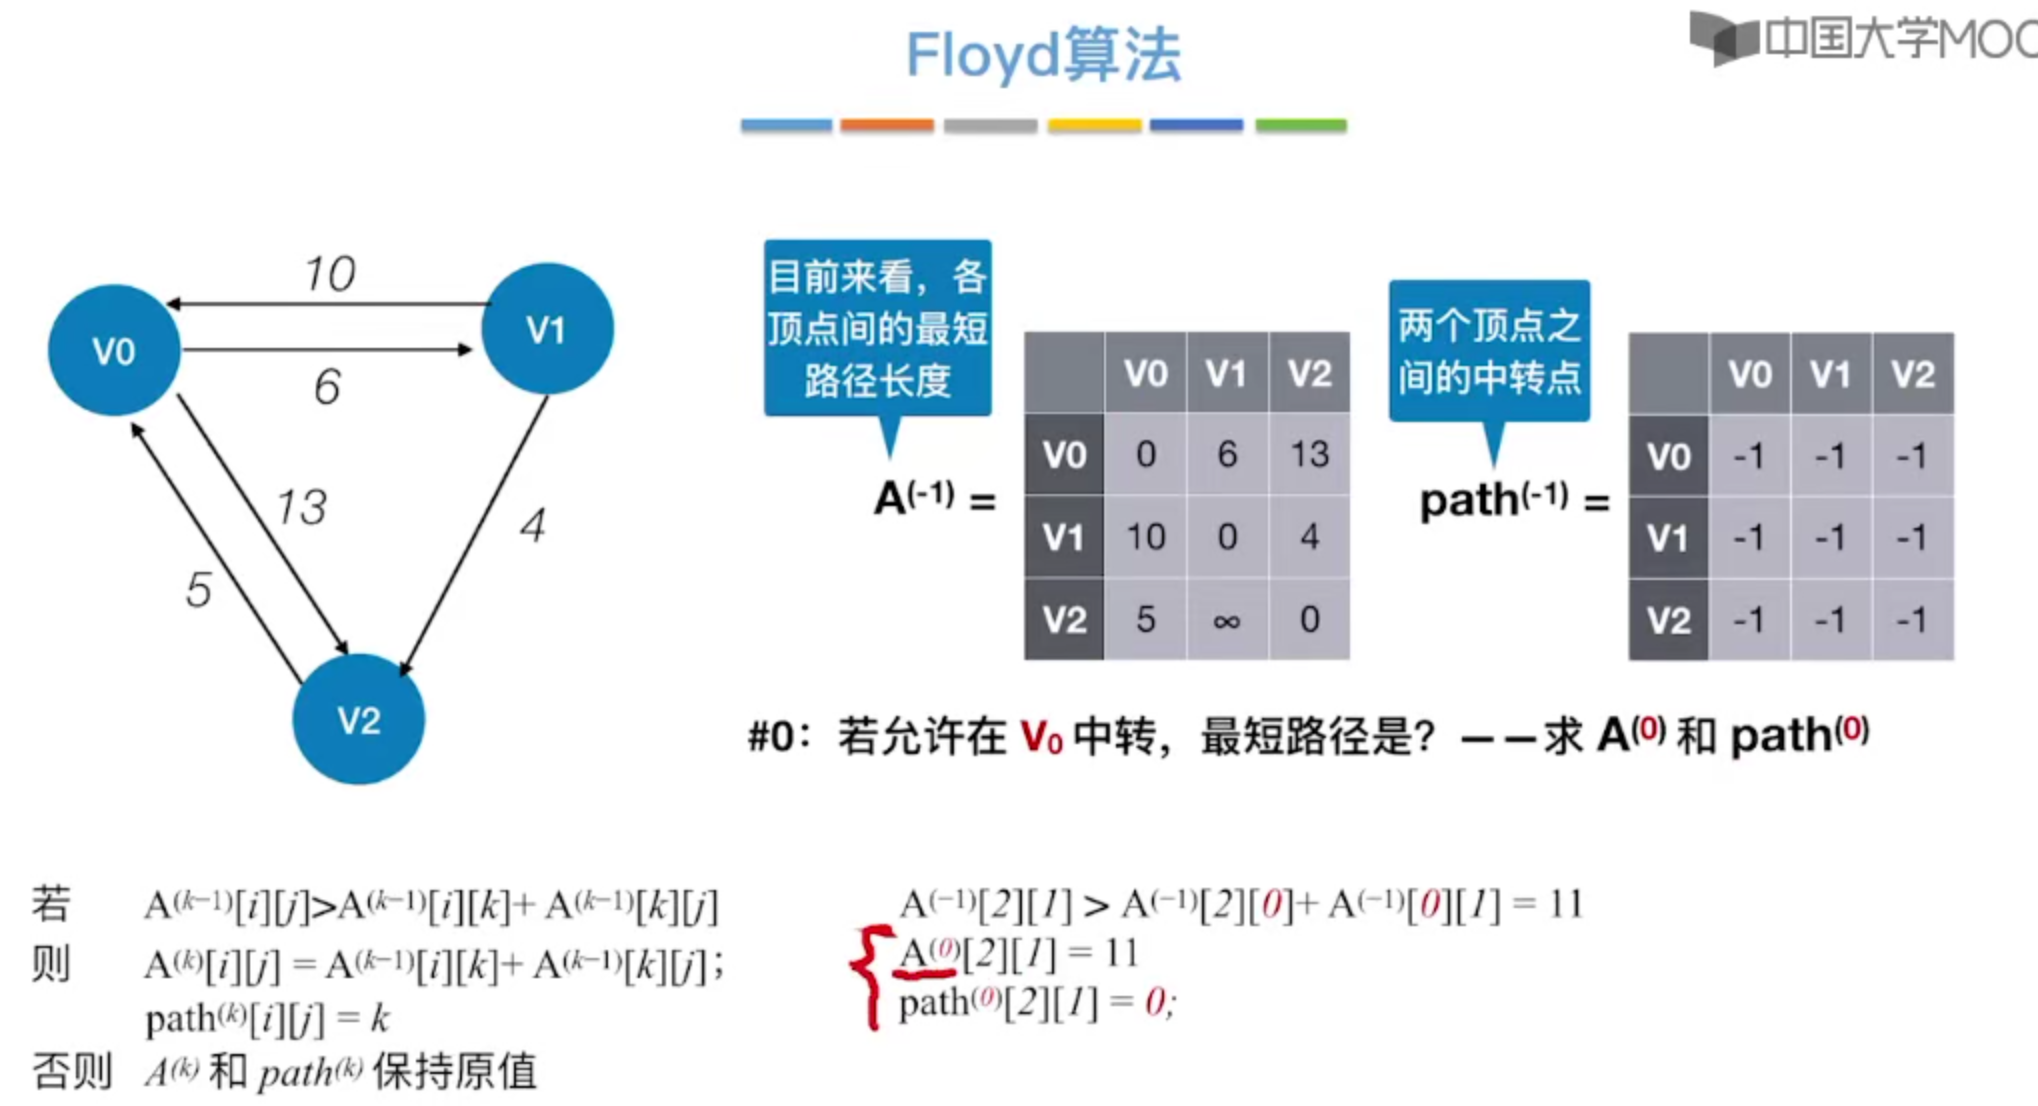 Floyd算法
中国大学MOO
10
V0
V1
6
13
4
5
V2
目前来看，各
顶点间的最短
路径长度
A(-1) =
V0 V1 V2
V0 0 6 13
V1 10 0 4
V2 5 ∞ 0
两个顶点之
间的中转点
path(-1) =
V0 V1 V2
V0 -1 -1 -1
V1 -1 -1 -1
V2 -1 -1 -1
#0：若允许在 V0 中转，最短路径是？——求 A(0) 和 path(0)
若 A(k−1)[i][j]>A(k−1)[i][k]+ A(k−1)[k][j]
则 A(k)[i][j] = A(k−1)[i][k]+ A(k−1)[k][j];
path(k)[i][j] = k
否则 A(k) 和 path(k) 保持原值
A(−1)[2][1] > A(−1)[2][0]+ A(−1)[0][1] = 11
A(0)[2][1] = 11
path(0)[2][1] = 0;